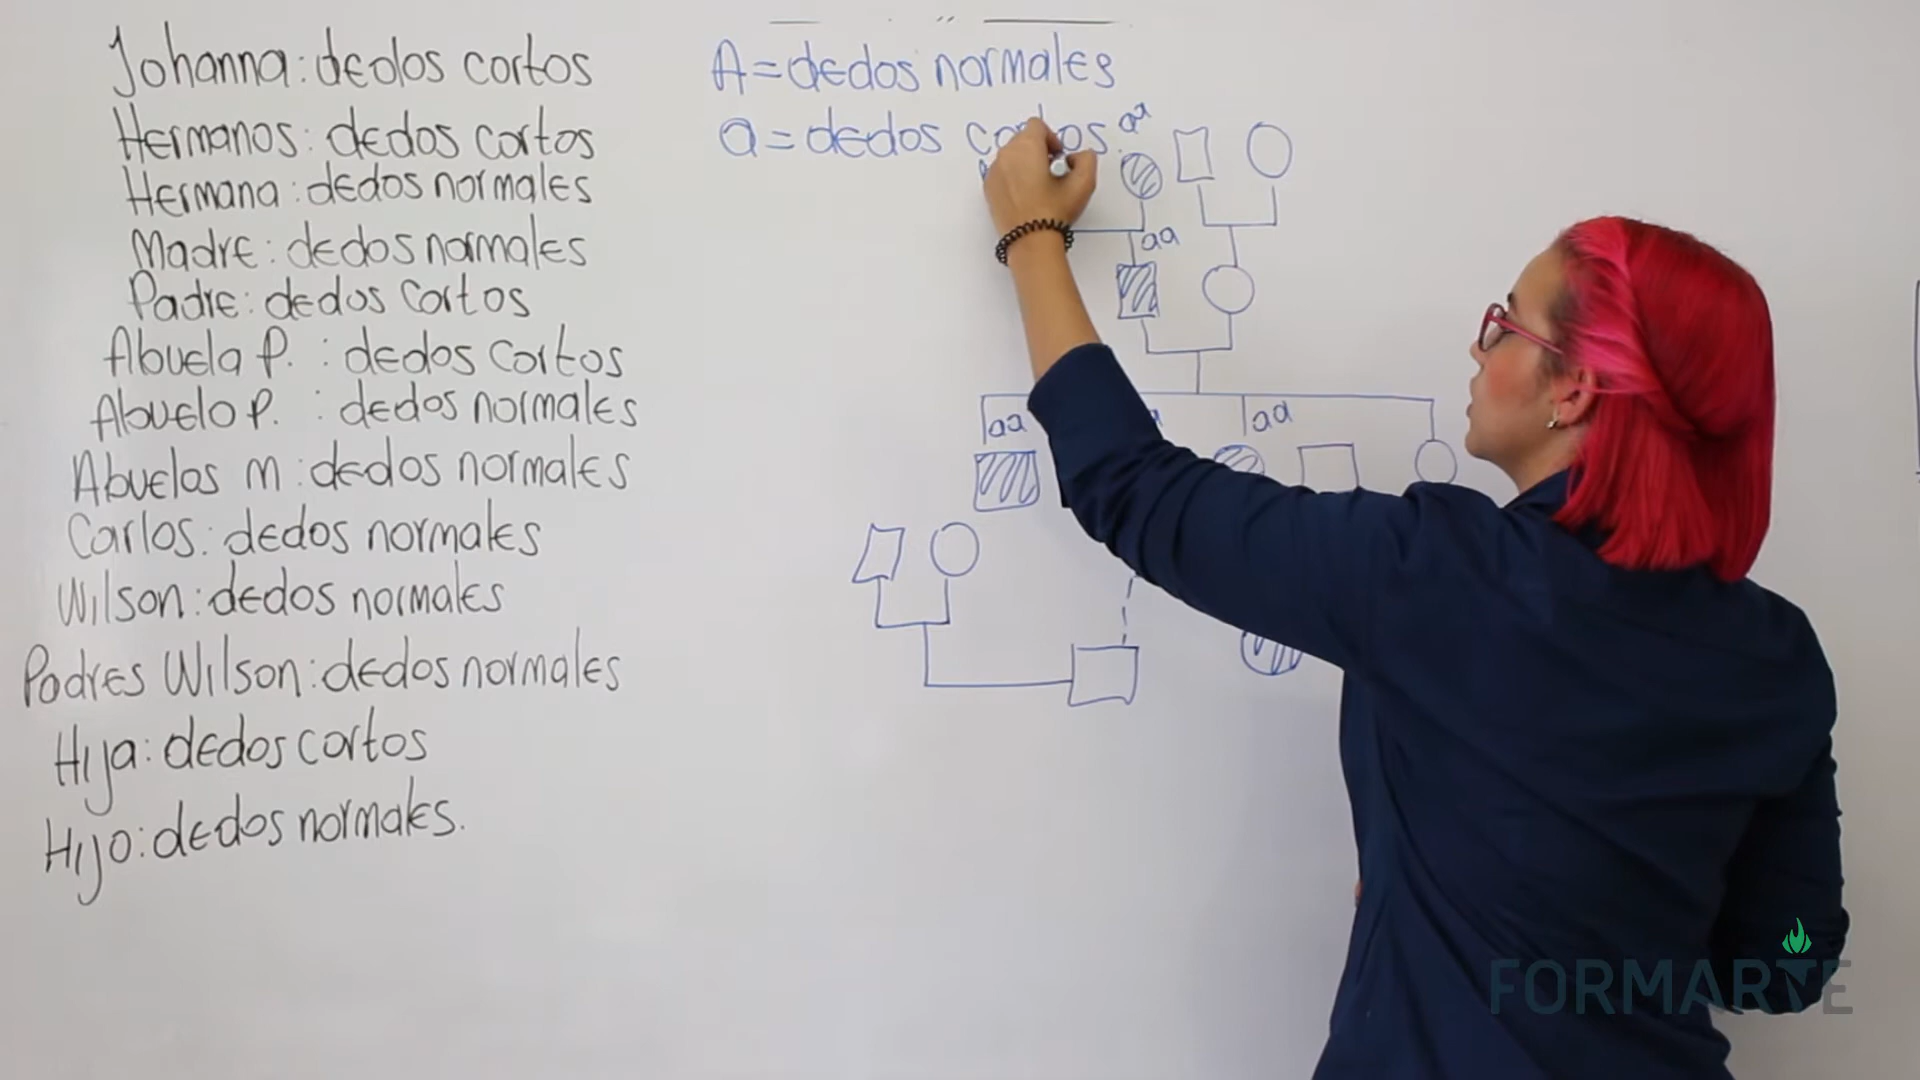 Johanna: dedos cortos
Hermanos: dedos cortos
Hermana: dedos normales
Madre: dedos normales
Padre: dedos cortos
Abuela P. : dedos cortos
Abuelo P. : dedos normales
Abuelos M: dedos normales
Carlos: dedos normales
Wilson: dedos normales
Padres Wilson: dedos normales
Hija: dedos cortos
Hijo: dedos normales.
A = dedos normales
a = dedos
aa
aa
aa
aa
FORMARTE